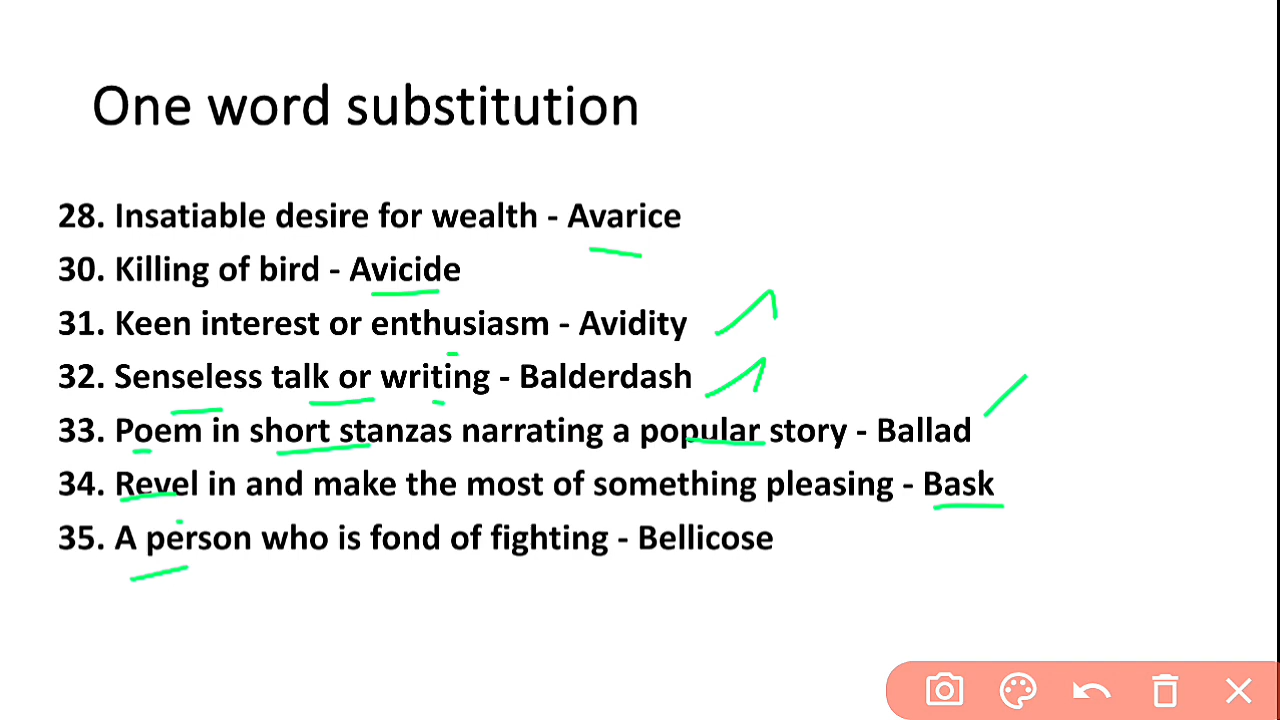 One word substitution
28. Insatiable desire for wealth - Avarice
30. Killing of bird - Avicide
31. Keen interest or enthusiasm - Avidity
32. Senseless talk or writing - Balderdash
33. Poem in short stanzas narrating a popular story - Ballad
34. Revel in and make the most of something pleasing - Bask
35. A person who is fond of fighting - Bellicose